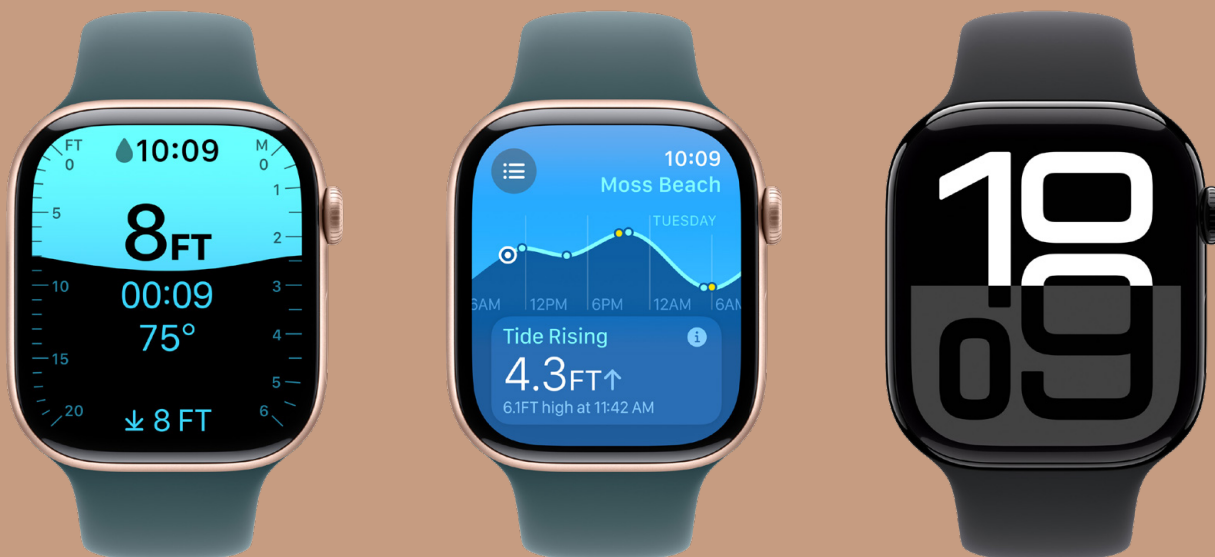 FT
0
10:09
M
0
1
5
8FT
2
00:09
10
3
75°
4
15
5
8 FT
20
6
10:09
Moss Beach
TUESDAY
6AM
12PM
6PM
12AM
6AM
Tide Rising
i
4.3FT↑
6.1FT high at 11:42 AM
10
09